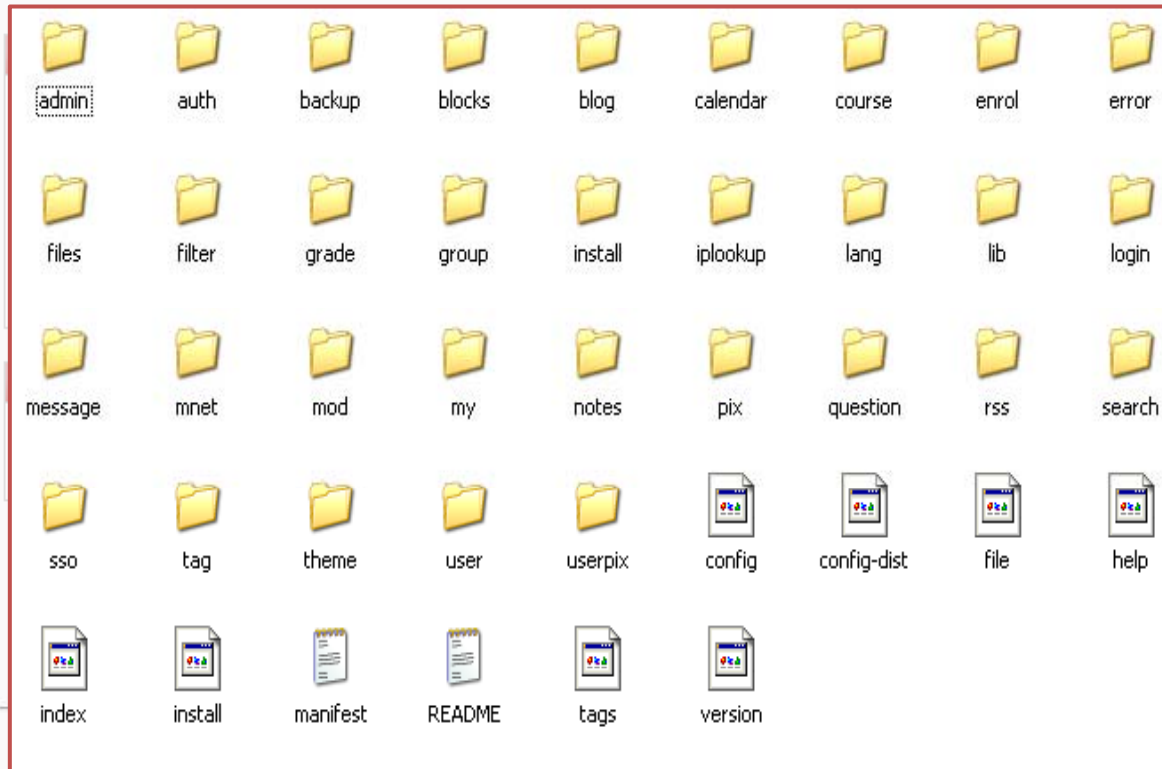 admin auth backup blocks blog calendar course enrol error
files filter grade group install iplookup lang lib login
message mnet mod my notes pix question rss search
sso tag theme user userpix config config-dist file help
index install manifest README tags version